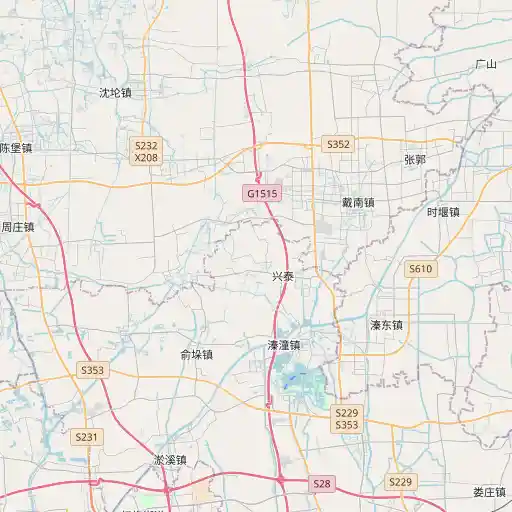 广山
沈坨镇
S232
X208
S352
陈堡镇
张郭
G1515
戴南镇
时堰镇
周庄镇
S610
兴泰
溱东镇
溱潼镇
俞垛镇
S353
S229
S353
S231
淤溪镇
S28
S229
娄庄镇